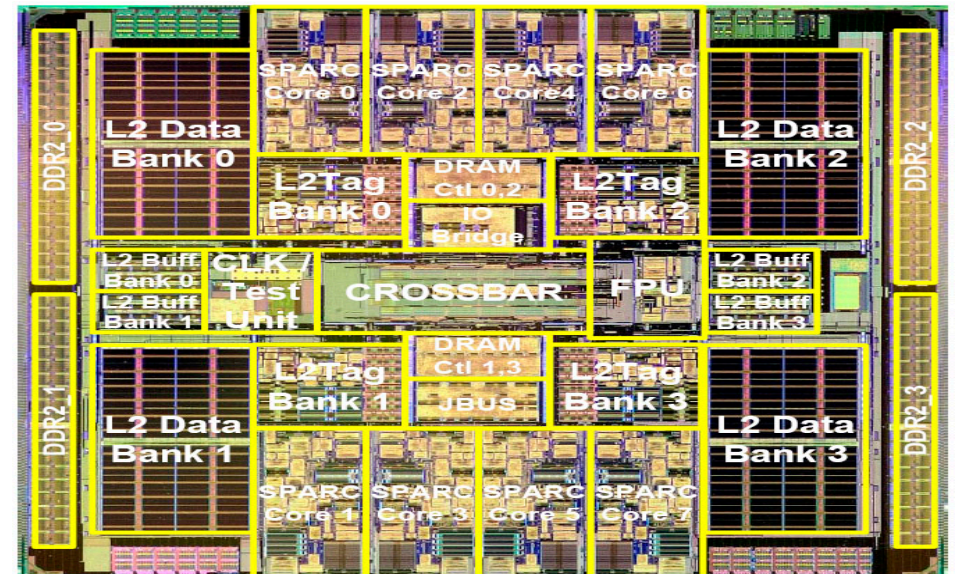 SPARC
Core 0
SPARC
Core 2
SPARC
Core4
SPARC
Core 6
DDR2_0
L2 Data
Bank 0
L2 Data
Bank 2
DDR2_2
L2Tag
Bank 0
DRAM
Ctl 0,2
IO
Bridge
L2Tag
Bank 2
L2 Buff
Bank 0
L2 Buff
Bank 1
CLK /
Test
Unit
CROSSBAR
FPU
L2 Buff
Bank 2
L2 Buff
Bank 3
DDR2_1
L2 Data
Bank 1
L2Tag
Bank 1
DRAM
Ctl 1,3
JBUS
L2Tag
Bank 3
L2 Data
Bank 3
DDR2_3
SPARC
Core 1
SPARC
Core 3
SPARC
Core 5
SPARC
Core 7